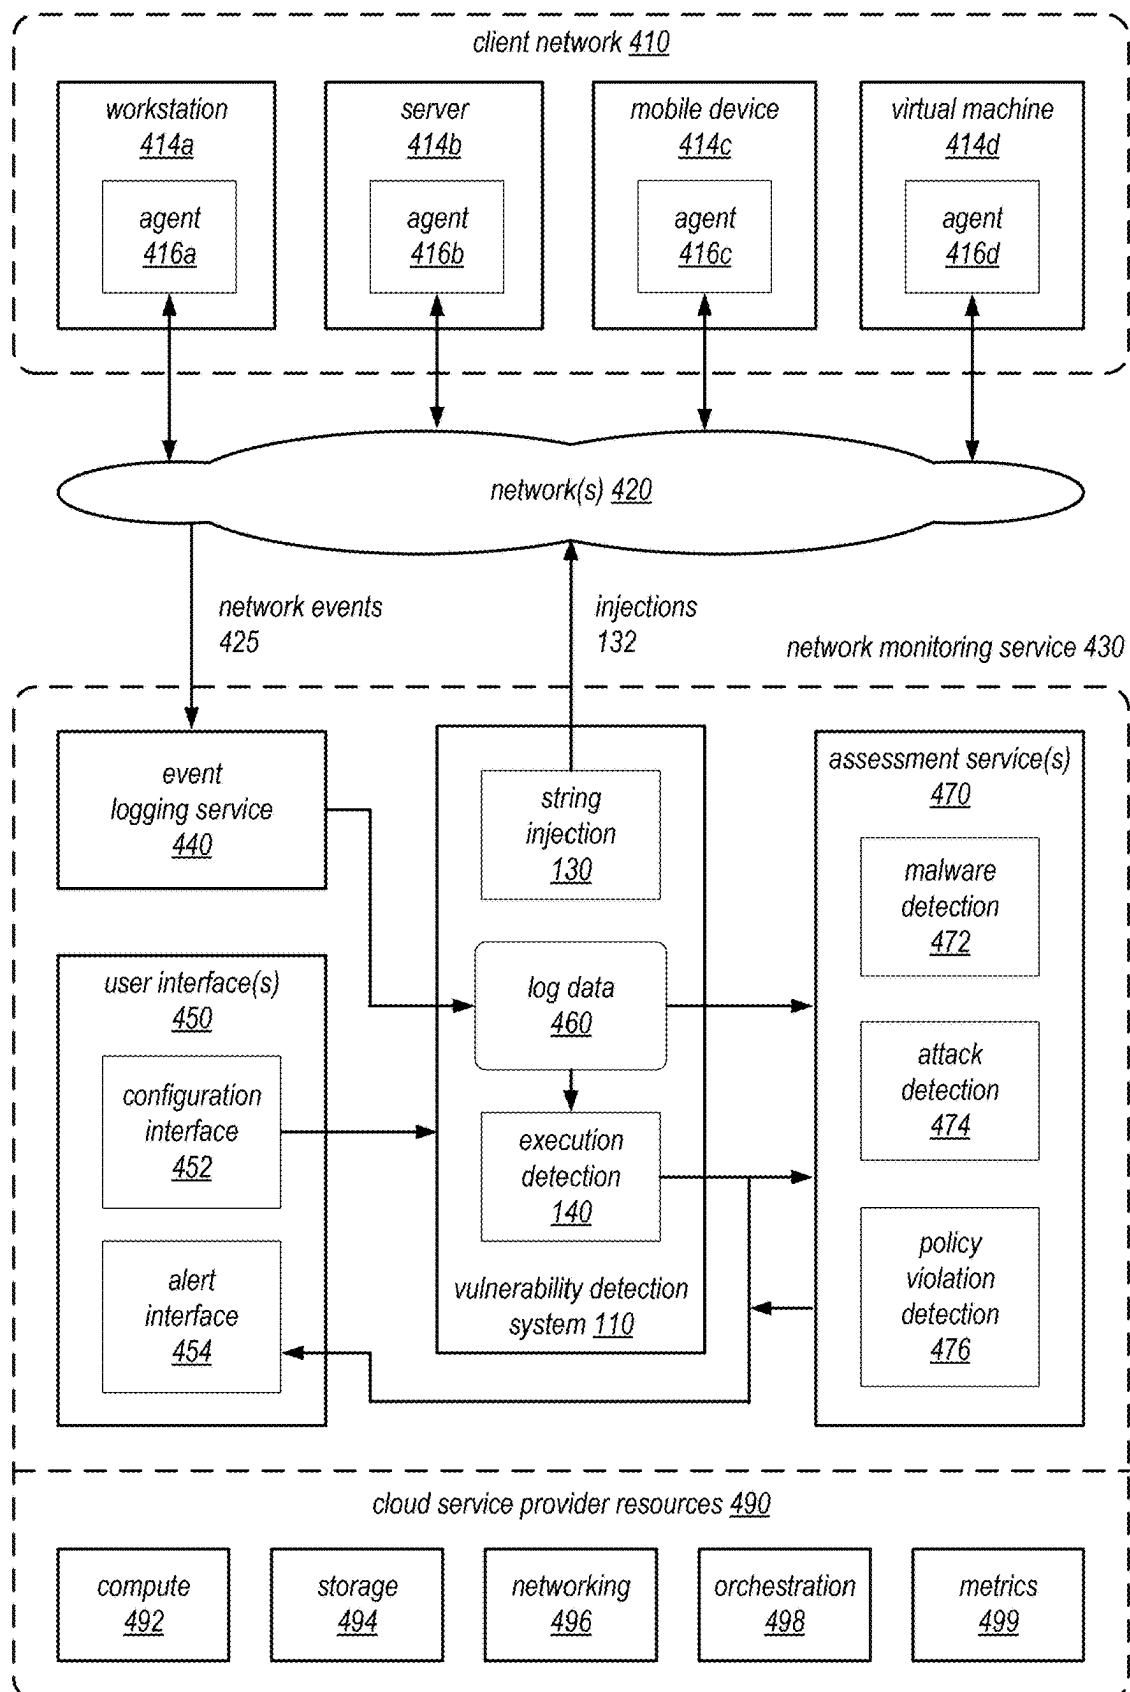 client network 410
workstation
414a
agent
416a
server
414b
agent
416b
mobile device
414c
agent
416c
virtual machine
414d
agent
416d
network(s) 420
network events
425
injections
132
network monitoring service 430
event
logging service
440
user interface(s)
450
configuration
interface
452
alert
interface
454
string
injection
130
log data
460
execution
detection
140
vulnerability detection
system 110
assessment service(s)
470
malware
detection
472
attack
detection
474
policy
violation
detection
476
cloud service provider resources 490
compute
492
storage
494
networking
496
orchestration
498
metrics
499